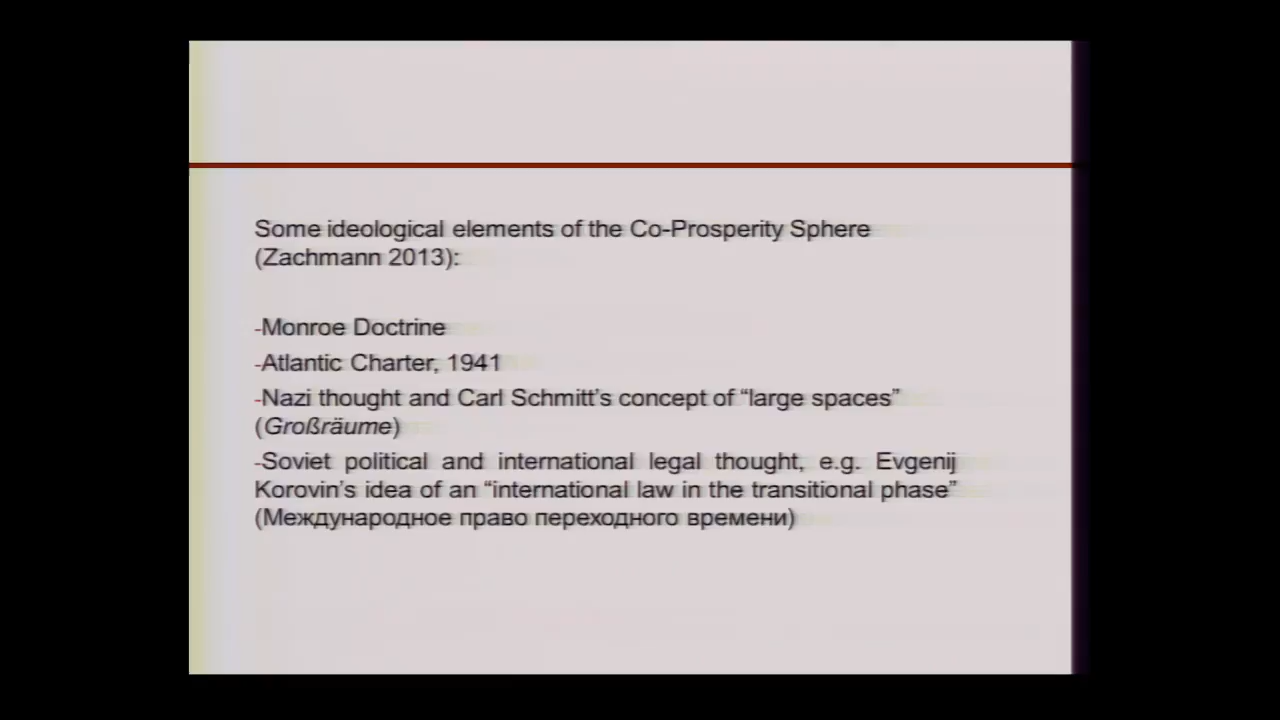 Some ideological elements of the Co-Prosperity Sphere
(Zachmann 2013):
-Monroe Doctrine
-Atlantic Charter, 1941
-Nazi thought and Carl Schmitt's concept of “large spaces”
(Großräume)
-Soviet political and international legal thought, e.g. Evgenij
Korovin's idea of an “international law in the transitional phase”
(Международное право переходного времени)